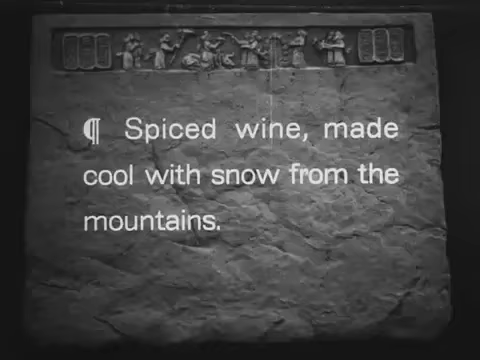 ¶ Spiced wine, made
cool with snow from the
mountains.